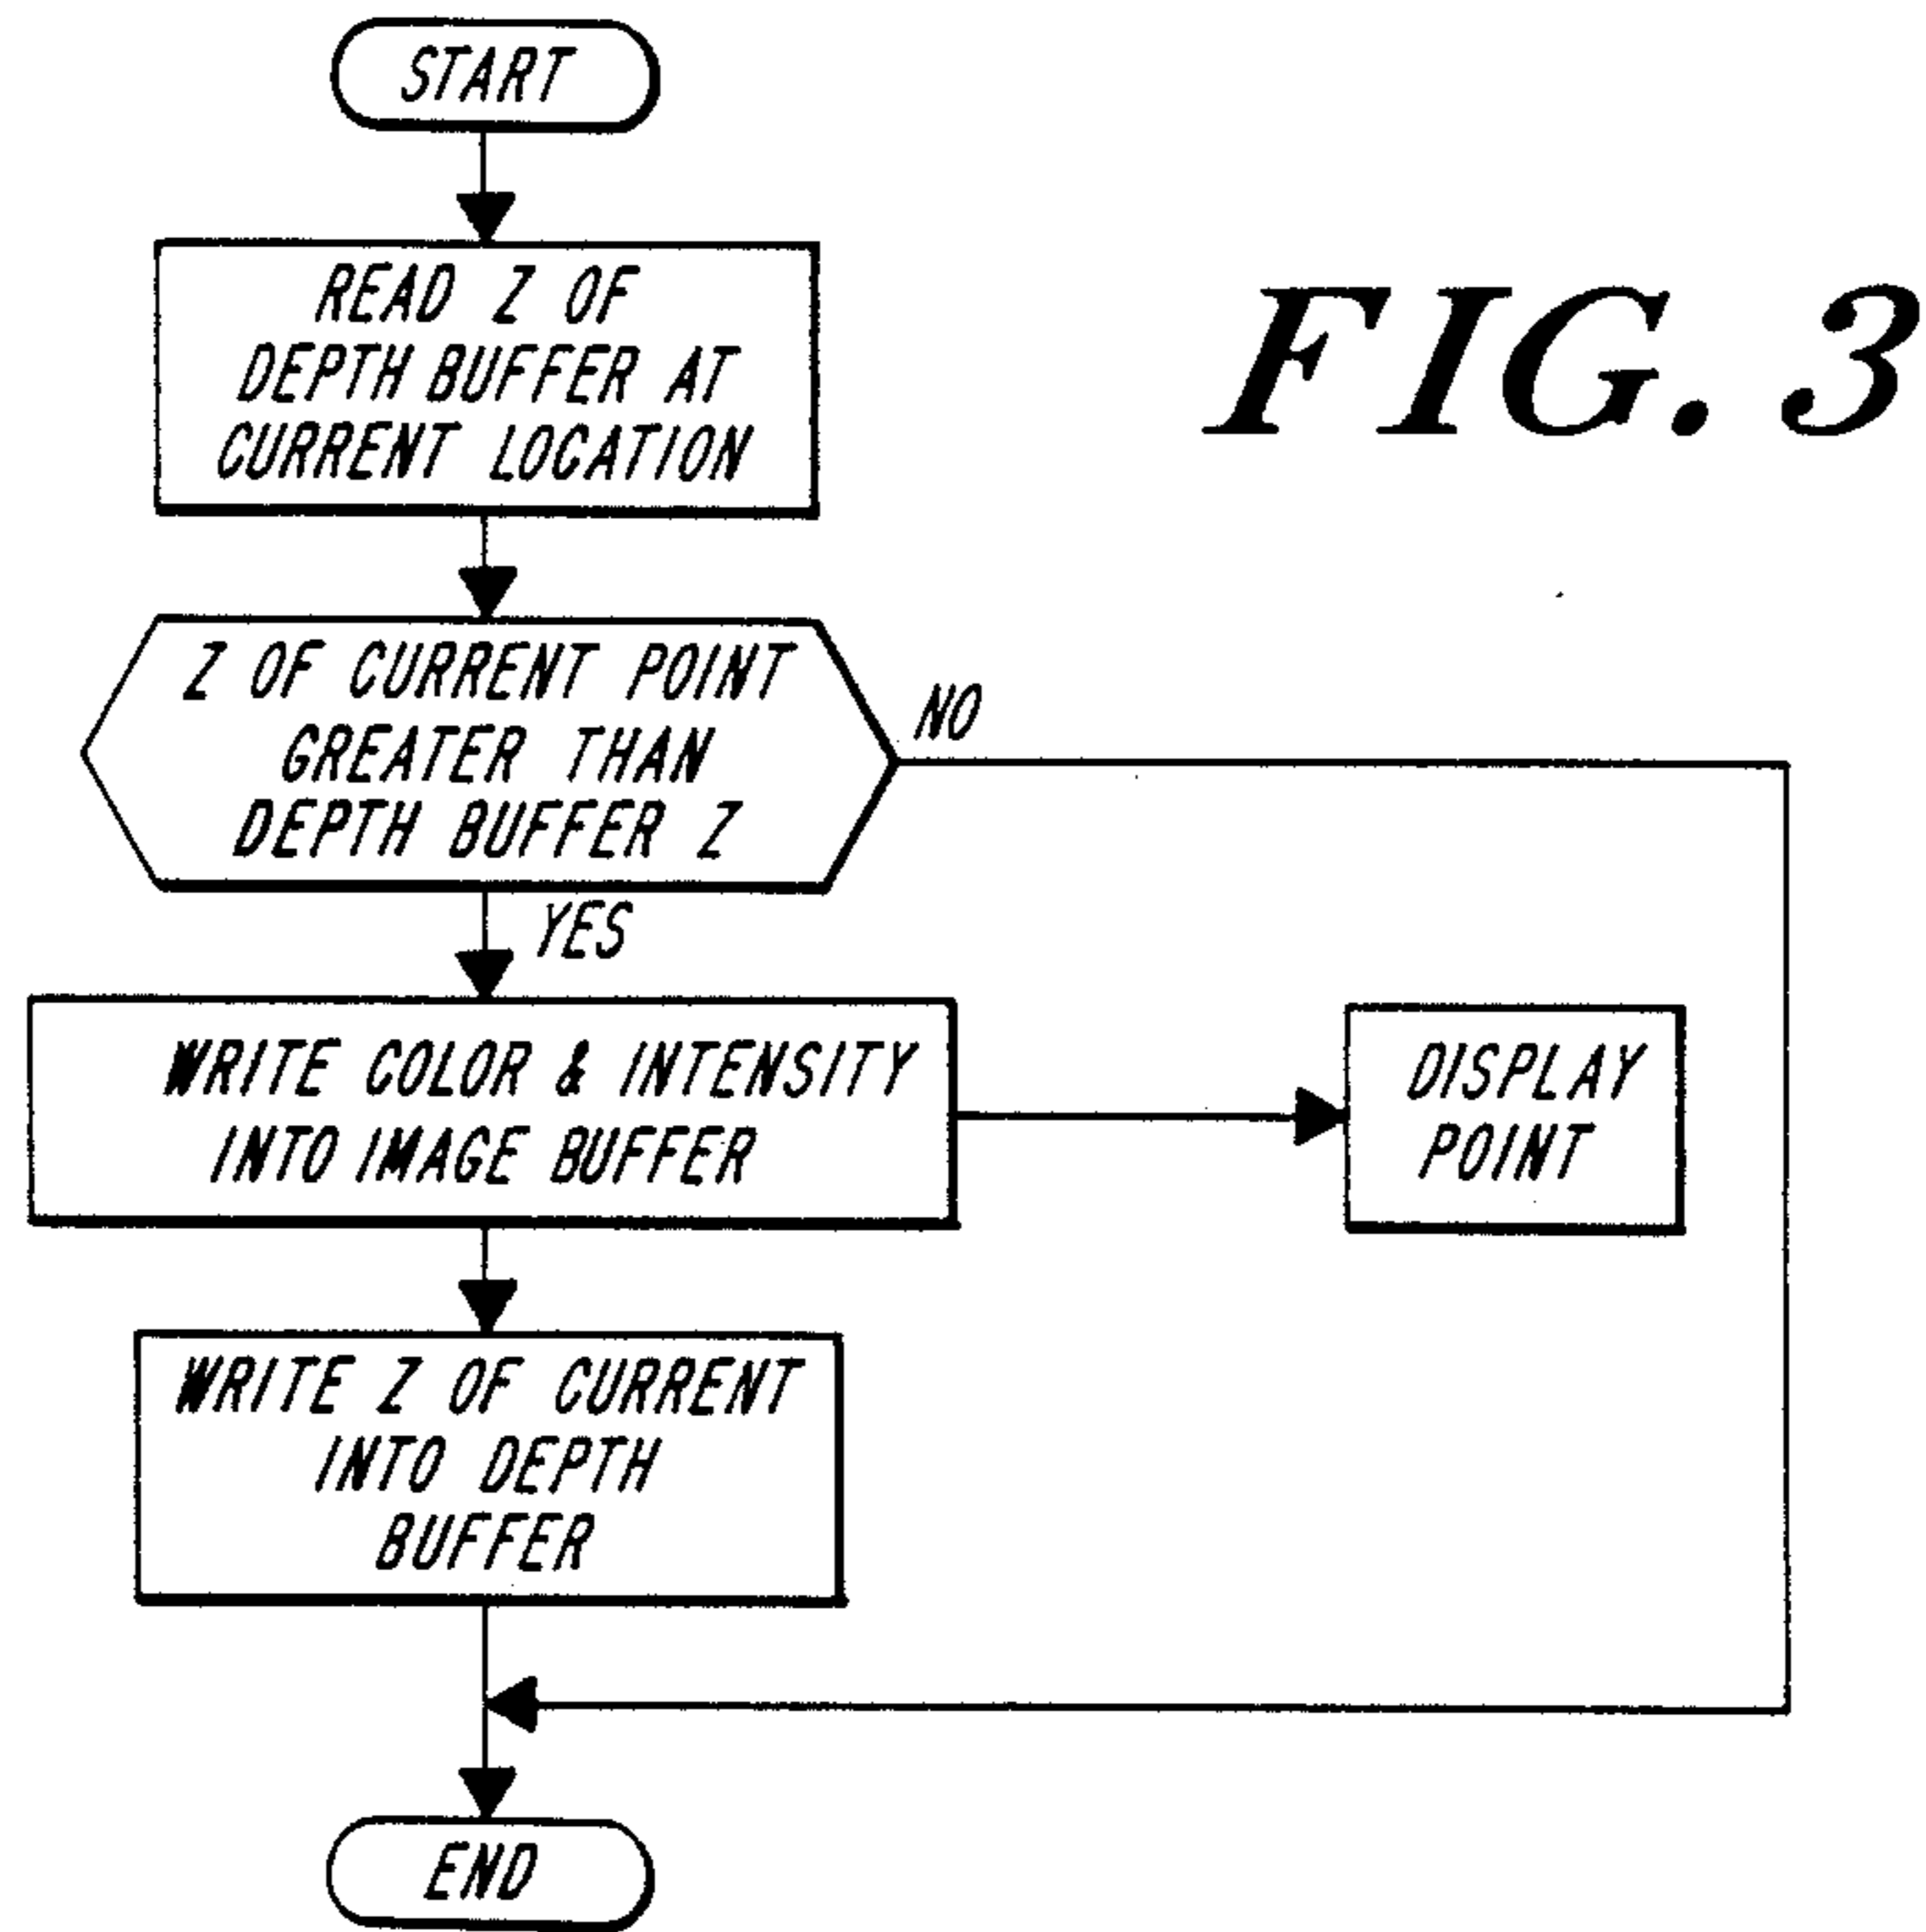 START
READ Z OF
DEPTH BUFFER AT
CURRENT LOCATION
FIG. 3
Z OF CURRENT POINT
GREATER THAN
DEPTH BUFFER Z
NO
YES
WRITE COLOR & INTENSITY
INTO IMAGE BUFFER
DISPLAY
POINT
WRITE Z OF CURRENT
INTO DEPTH
BUFFER
END